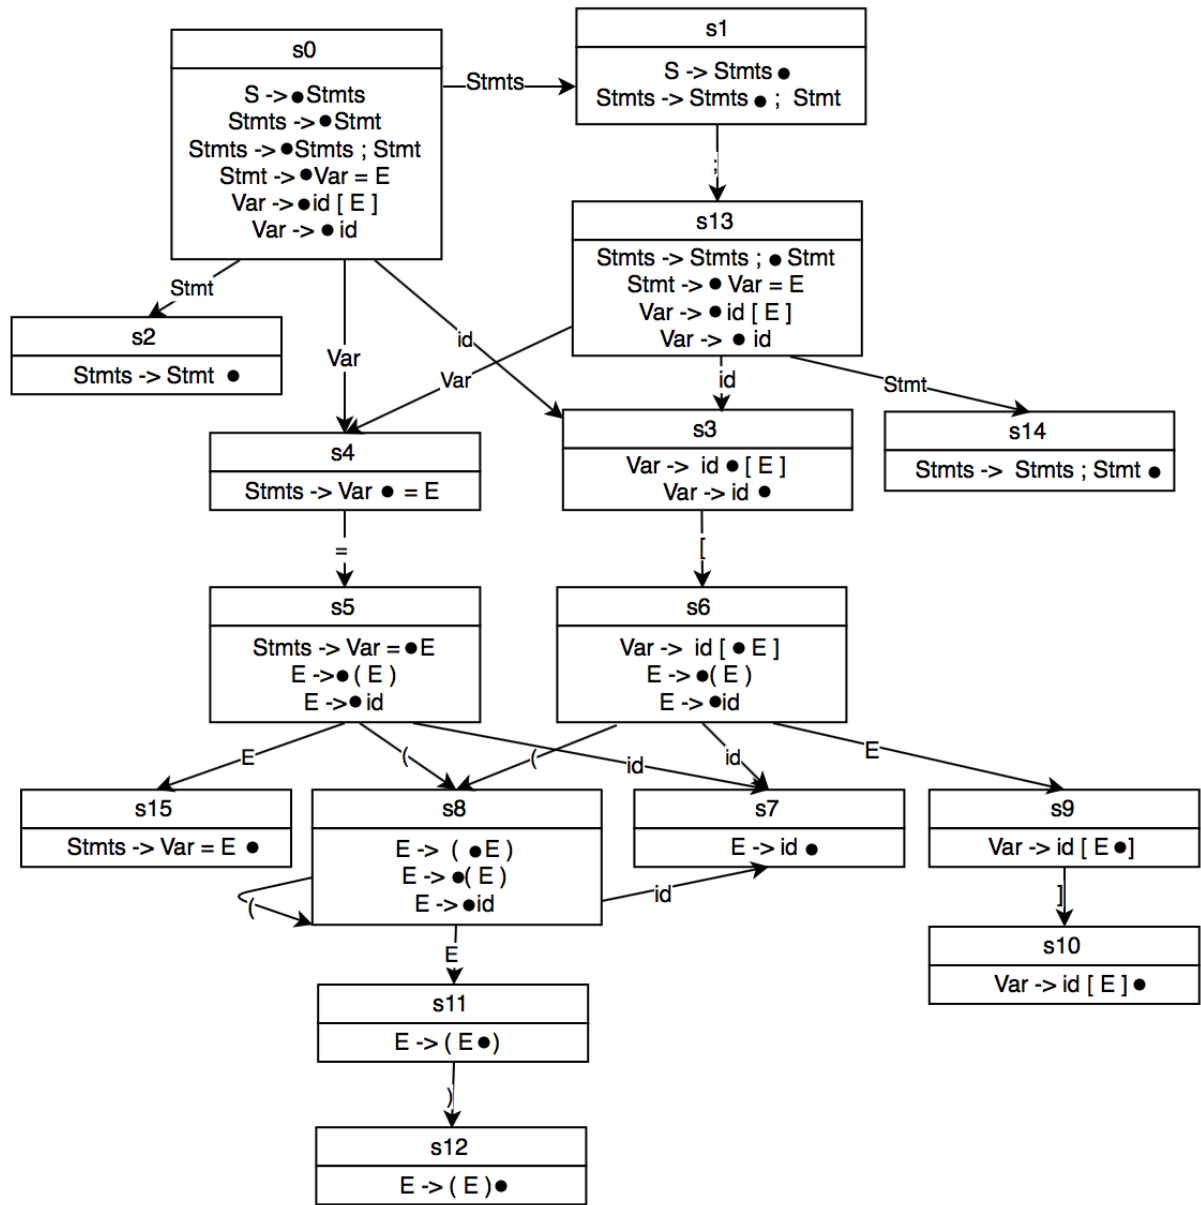 s0
S -> ● Stmts
Stmts -> ● Stmt
Stmts -> ● Stmts ; Stmt
Stmt -> ● Var = E
Var -> ● id [ E ]
Var -> ● id
Stmts
s1
S -> Stmts ●
Stmts -> Stmts ● ; Stmt
;
s13
Stmts -> Stmts ; ● Stmt
Stmt -> ● Var = E
Var -> ● id [ E ]
Var -> ● id
Stmt
Var
id
Var
id
Stmt
s2
Stmts -> Stmt ●
s4
Stmts -> Var ● = E
s3
Var -> id ● [ E ]
Var -> id ●
s14
Stmts -> Stmts ; Stmt ●
=
[
s5
Stmts -> Var = ● E
E -> ● ( E )
E -> ● id
s6
Var -> id [ ● E ]
E -> ● ( E )
E -> ● id
E
(
id
(
id
E
s15
Stmts -> Var = E ●
s8
E -> ( ● E )
E -> ● ( E )
E -> ● id
s7
E -> id ●
s9
Var -> id [ E ● ]
(
id
]
E
s10
Var -> id [ E ] ●
s11
E -> ( E ● )
)
s12
E -> ( E ) ●